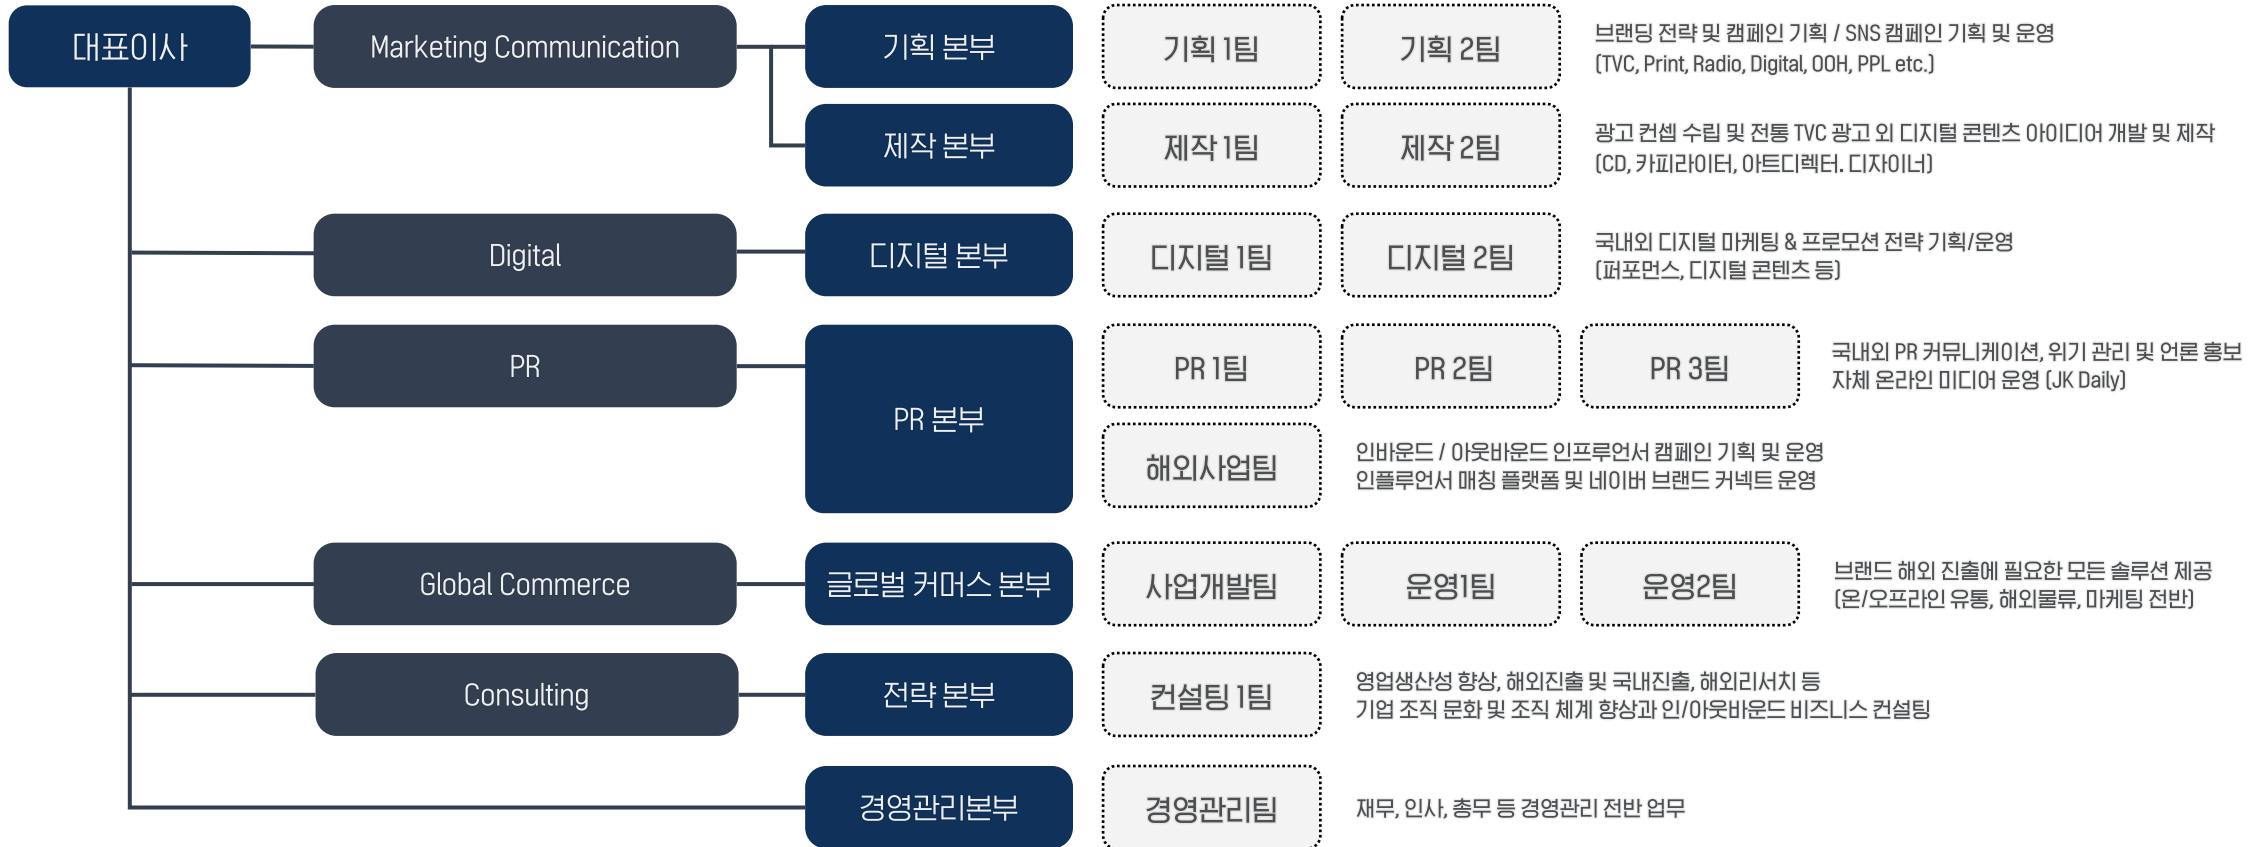 대표이사
Marketing Communication
기획 본부
기획 1팀
기획 2팀
브랜딩 전략 및 캠페인 기획 / SNS 캠페인 기획 및 운영
(TVC, Print, Radio, Digital, OOH, PPL etc.)
제작 본부
제작 1팀
제작 2팀
광고 컨셉 수립 및 전통 TVC 광고 외 디지털 콘텐츠 아이디어 개발 및 제작
(CD, 카피라이터, 아트디렉터. 디자이너)
Digital
디지털 본부
디지털 1팀
디지털 2팀
국내외 디지털 마케팅 & 프로모션 전략 기획/운영
(퍼포먼스, 디지털 콘텐츠 등)
PR
PR 본부
PR 1팀
PR 2팀
PR 3팀
국내외 PR 커뮤니케이션, 위기 관리 및 언론 홍보
자체 온라인 미디어 운영 (JK Daily)
해외사업팀
인바운드 / 아웃바운드 인프루언서 캠페인 기획 및 운영
인플루언서 매칭 플랫폼 및 네이버 브랜드 커넥트 운영
Global Commerce
글로벌 커머스 본부
사업개발팀
운영1팀
운영2팀
브랜드 해외 진출에 필요한 모든 솔루션 제공
(온/오프라인 유통, 해외물류, 마케팅 전반)
Consulting
전략 본부
컨설팅 1팀
영업생산성 향상, 해외진출 및 국내진출, 해외리서치 등
기업 조직 문화 및 조직 체계 향상과 인/아웃바운드 비즈니스 컨설팅
경영관리본부
경영관리팀
재무, 인사, 총무 등 경영관리 전반 업무